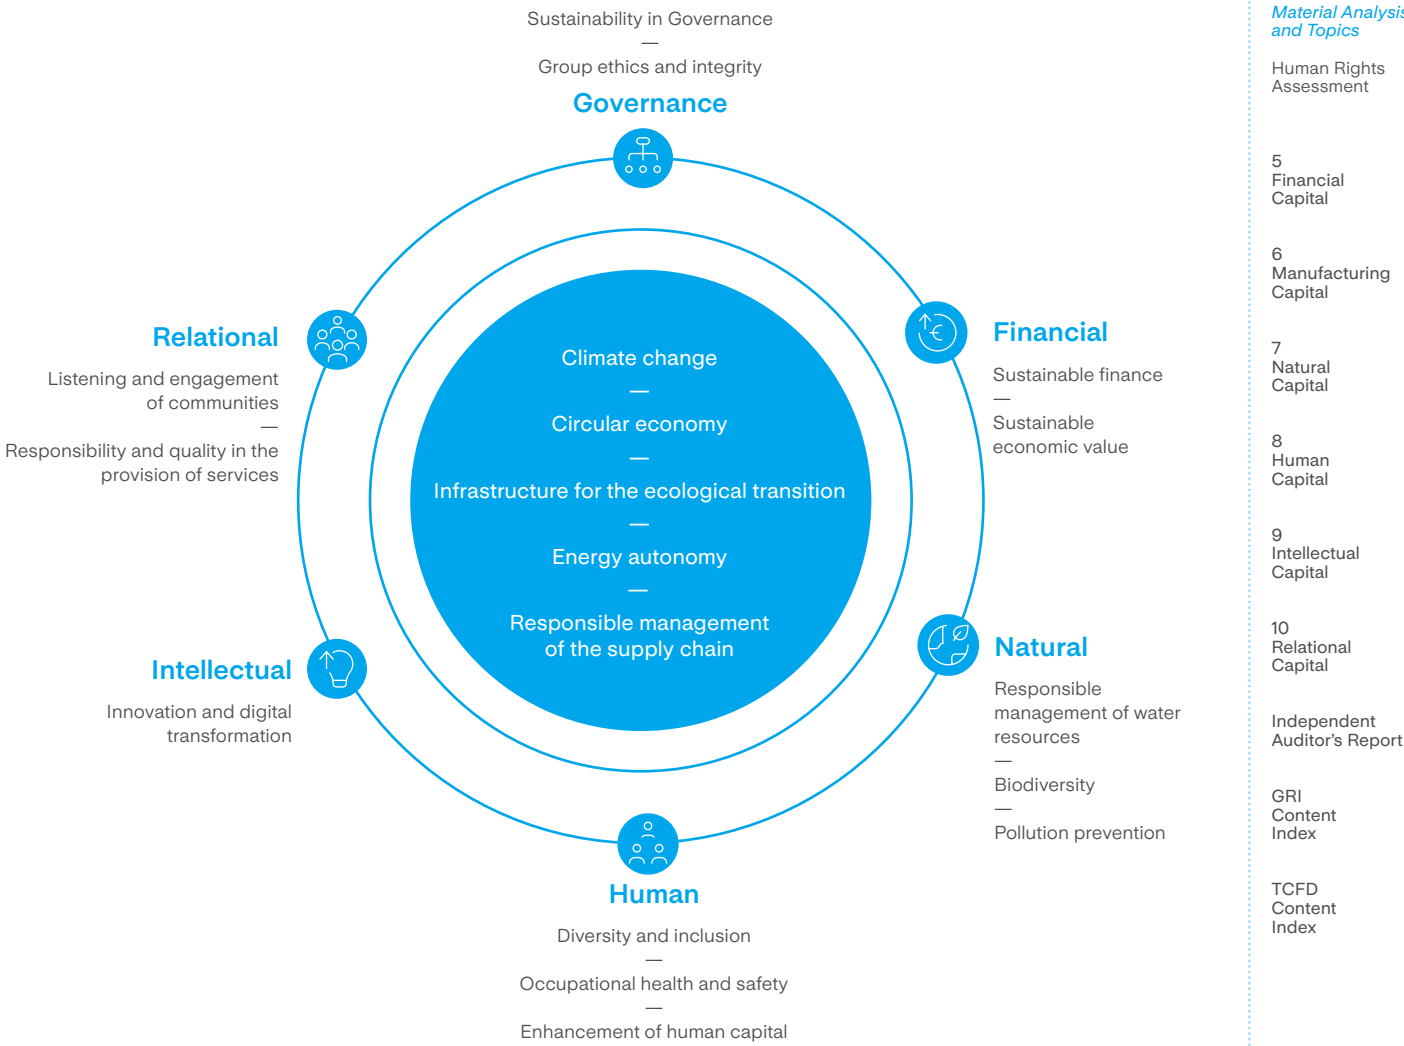 Sustainability in Governance
—
Group ethics and integrity
Governance
Relational
Listening and engagement
of communities
—
Responsibility and quality in the
provision of services
Financial
Sustainable finance
—
Sustainable
economic value
Climate change
—
Circular economy
—
Infrastructure for the ecological transition
—
Energy autonomy
—
Responsible management
of the supply chain
Intellectual
Innovation and digital
transformation
Natural
Responsible
management of water
resources
—
Biodiversity
—
Pollution prevention
Human
Diversity and inclusion
—
Occupational health and safety
—
Enhancement of human capital
Material Analysis
and Topics
Human Rights
Assessment
5
Financial
Capital
6
Manufacturing
Capital
7
Natural
Capital
8
Human
Capital
9
Intellectual
Capital
10
Relational
Capital
Independent
Auditor's Report
GRI
Content
Index
TCFD
Content
Index